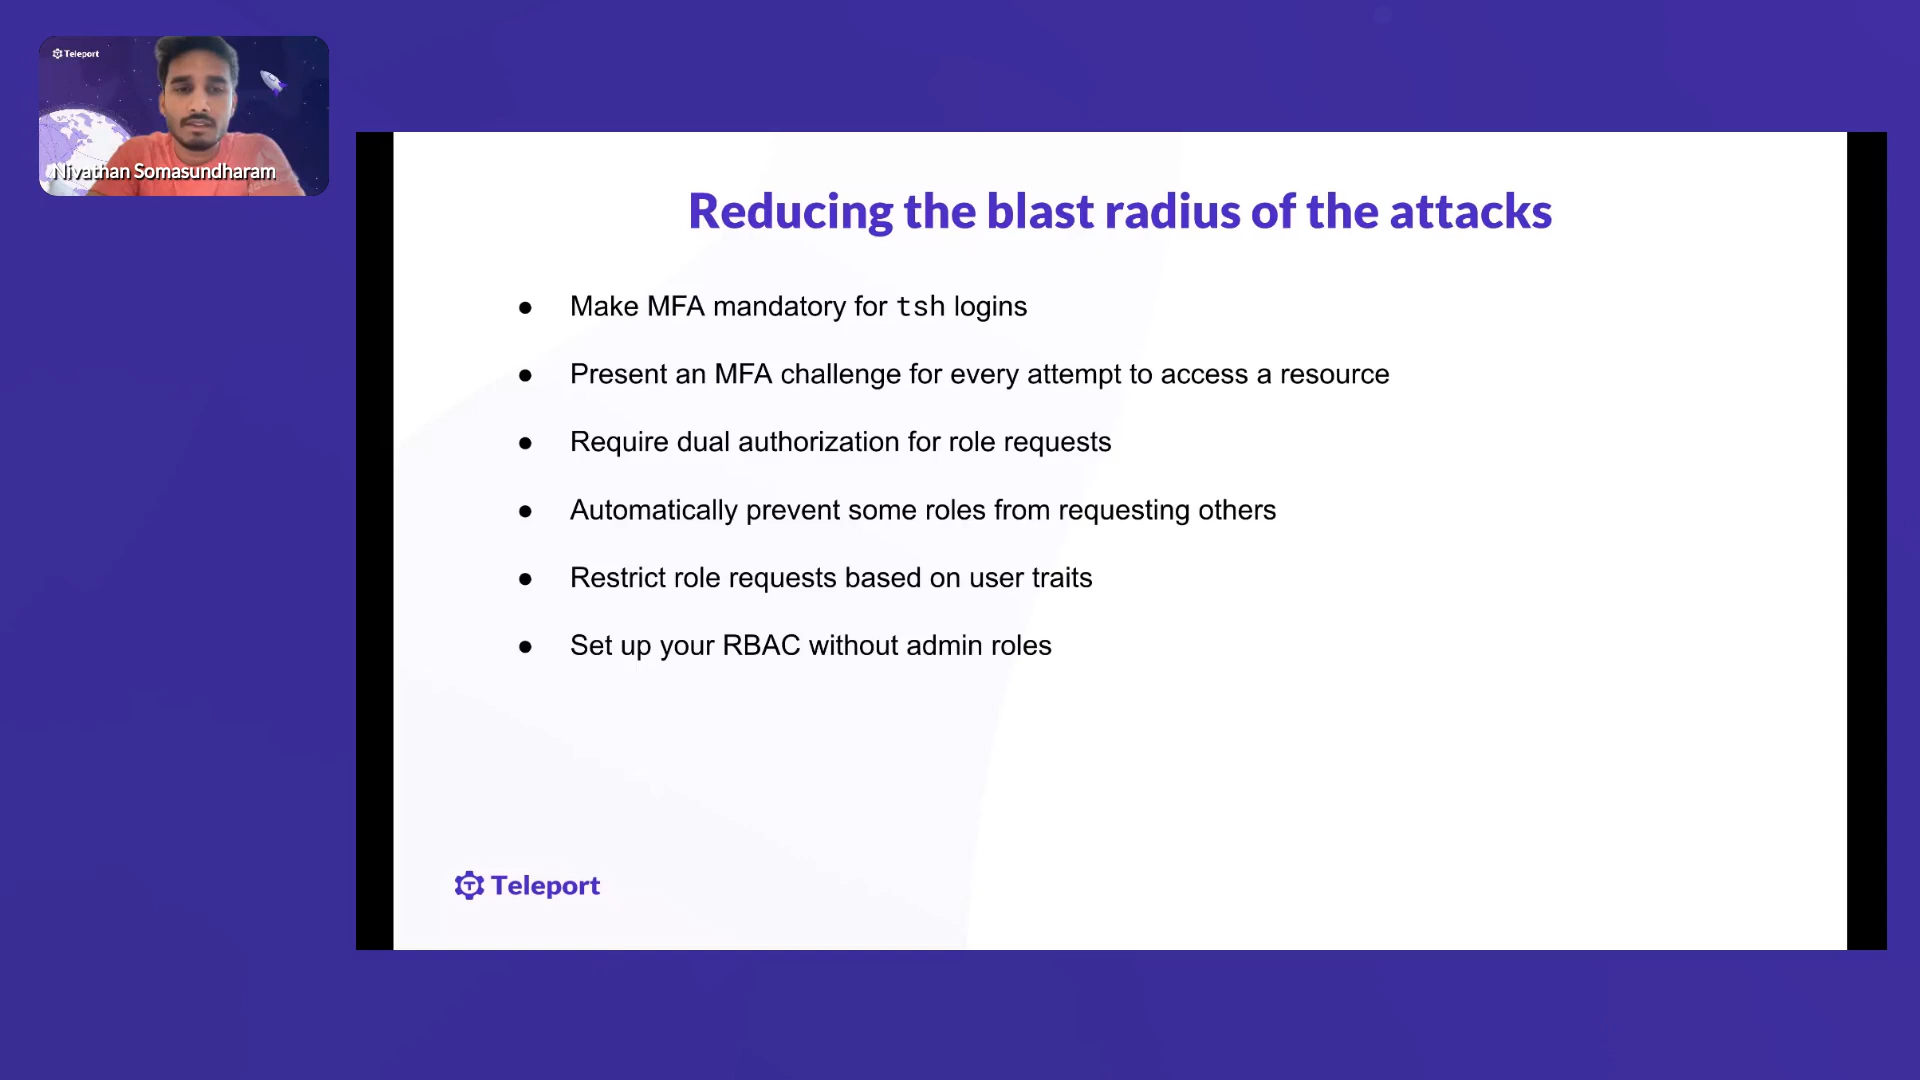 Teleport
Nivathan Somasundharam
Reducing the blast radius of the attacks
● Make MFA mandatory for tsh logins
● Present an MFA challenge for every attempt to access a resource
● Require dual authorization for role requests
● Automatically prevent some roles from requesting others
● Restrict role requests based on user traits
● Set up your RBAC without admin roles
Teleport